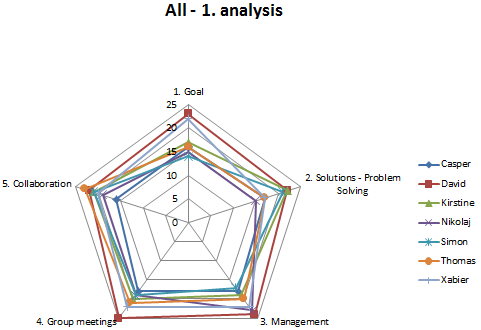 All - 1. analysis
1. Goal
25
20
15
10
5
0
2. Solutions - Problem
Solving
3. Management
4. Group meetings
5. Collaboration
Casper
David
Kirstine
Nikolaj
Simon
Thomas
Xabier